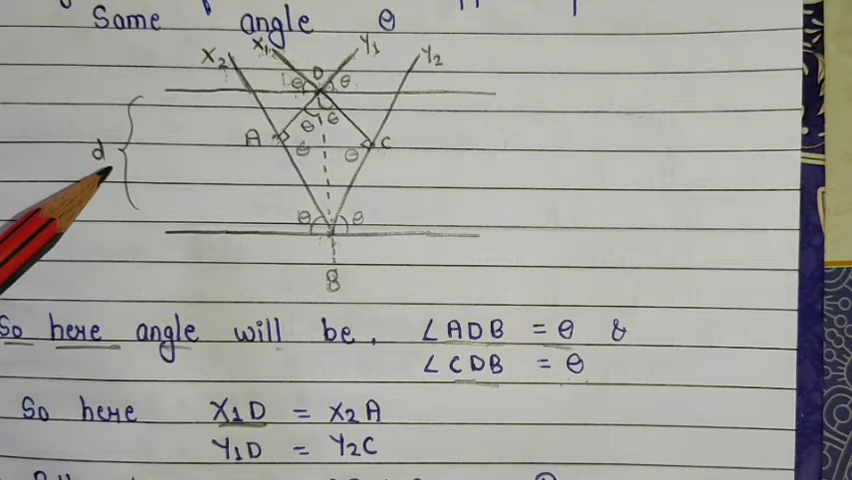 Same angle θ
X2 X1 D Y1 Y2
θ θ
θ θ
A θ θ C
d
θ θ
B
So here angle will be, ∠ADB = θ &
∠CDB = θ
So here X1D = X2A
Y1D = Y2C